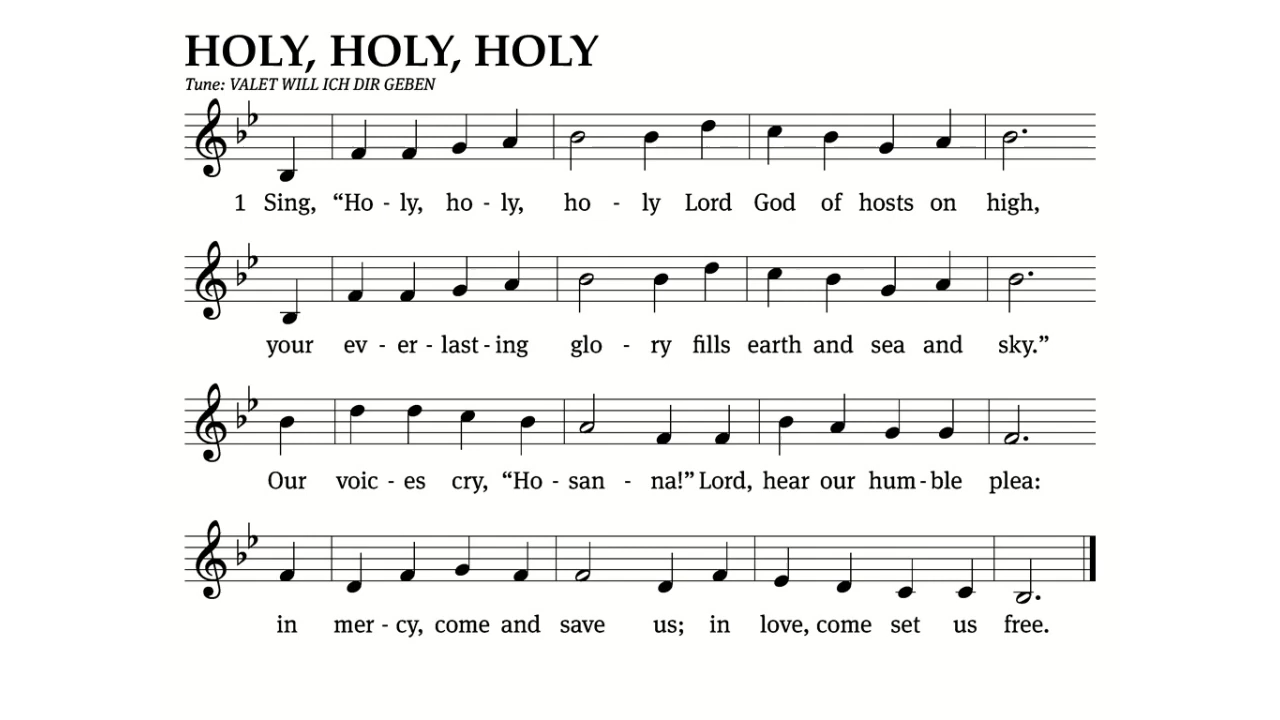 HOLY, HOLY, HOLY
Tune: VALET WILL ICH DIR GEBEN
1 Sing, “Ho - ly, ho - ly, ho - ly Lord God of hosts on high,
your ev - er - last - ing glo - ry fills earth and sea and sky.”
Our voic - es cry, “Ho - san - na!” Lord, hear our hum - ble plea:
in mer - cy, come and save us; in love, come set us free.